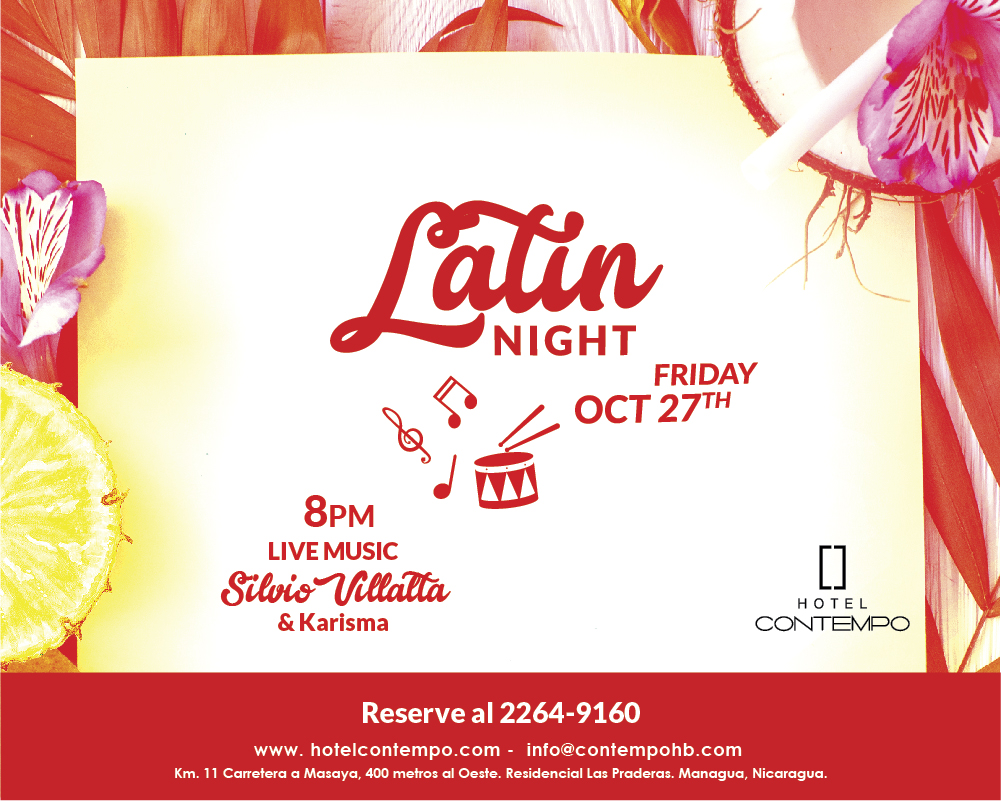 Latin
NIGHT
FRIDAY
OCT 27TH
8PM
LIVE MUSIC
Silvio Villalta
& Karisma
HOTEL
CONTEMPO
Reserve al 2264-9160
www. hotelcontempo.com - info@contempohb.com
Km. 11 Carretera a Masaya, 400 metros al Oeste. Residencial Las Praderas. Managua, Nicaragua.